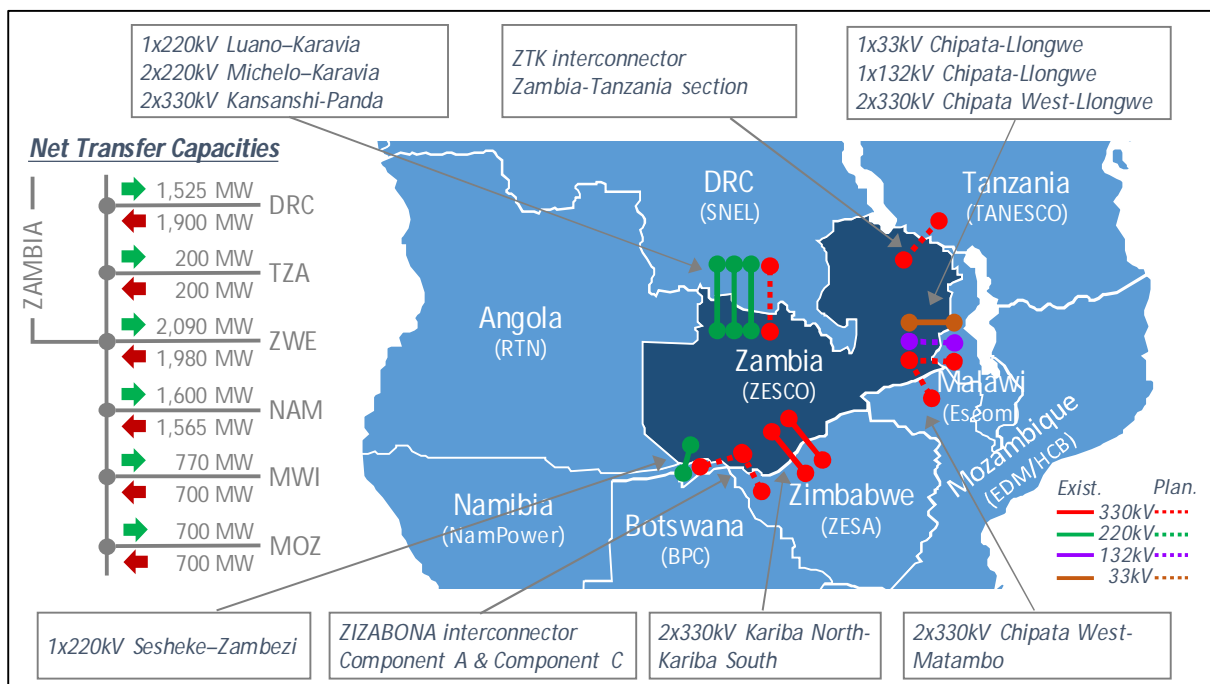 1x220kV Luano–Karavia
2x220kV Michelo–Karavia
2x330kV Kansanshi-Panda
ZTK interconnector
Zambia-Tanzania section
1x33kV Chipata-Llongwe
1x132kV Chipata-Llongwe
2x330kV Chipata West-Llongwe
Net Transfer Capacities
ZAMBIA
1,525 MW
DRC
1,900 MW
200 MW
TZA
200 MW
2,090 MW
ZWE
1,980 MW
1,600 MW
NAM
1,565 MW
770 MW
MWI
700 MW
700 MW
MOZ
700 MW
DRC
(SNEL)
Tanzania
(TANESCO)
Angola
(RTN)
Zambia
(ZESCO)
Malawi
(Escom)
Mozambique
(EDM/HCB)
Namibia
(NamPower)
Botswana
(BPC)
Zimbabwe
(ZESA)
Exist. Plan.
330kV
220kV
132kV
33kV
1x220kV Sesheke–Zambezi
ZIZABONA interconnector
Component A & Component C
2x330kV Kariba North-
Kariba South
2x330kV Chipata West-
Matambo